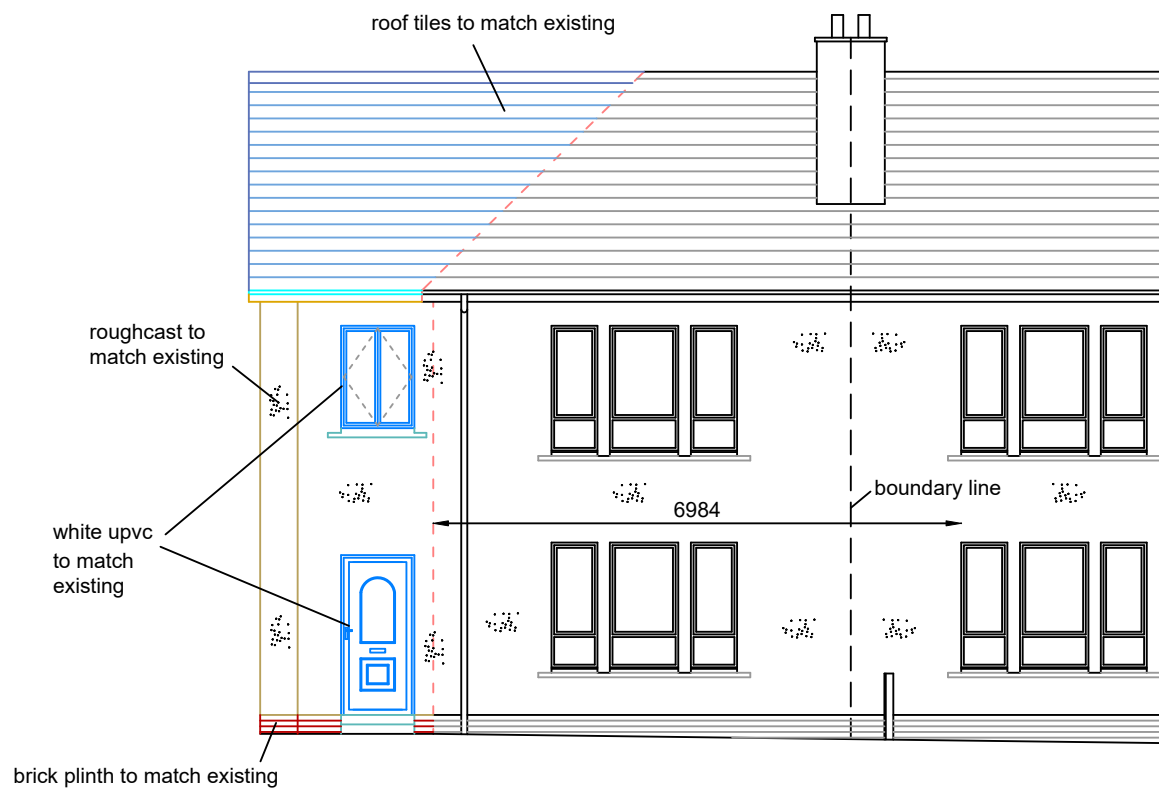 roof tiles to match existing
roughcast to
match existing
boundary line
6984
white upvc
to match
existing
brick plinth to match existing